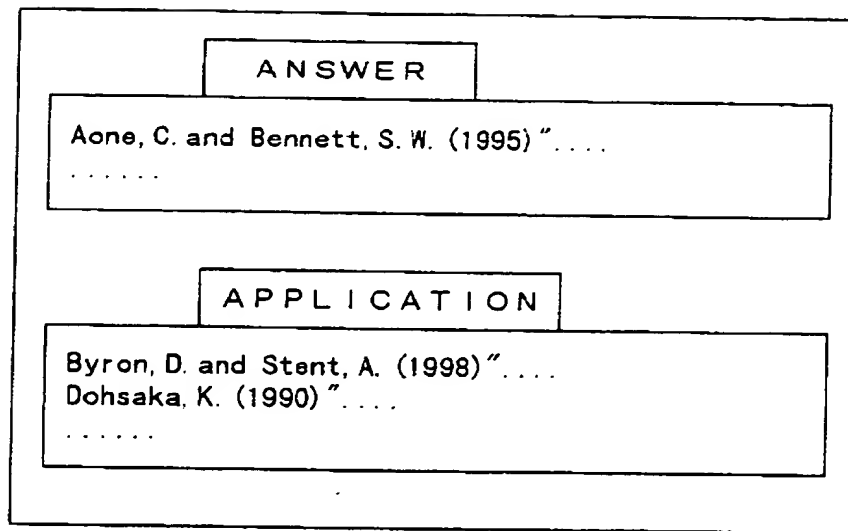 ANSWER
Aone, C. and Bennett, S. W. (1995)"....
......
APPLICATION
Byron, D. and Stent, A. (1998)"....
Dohsaka, K. (1990)"....
......